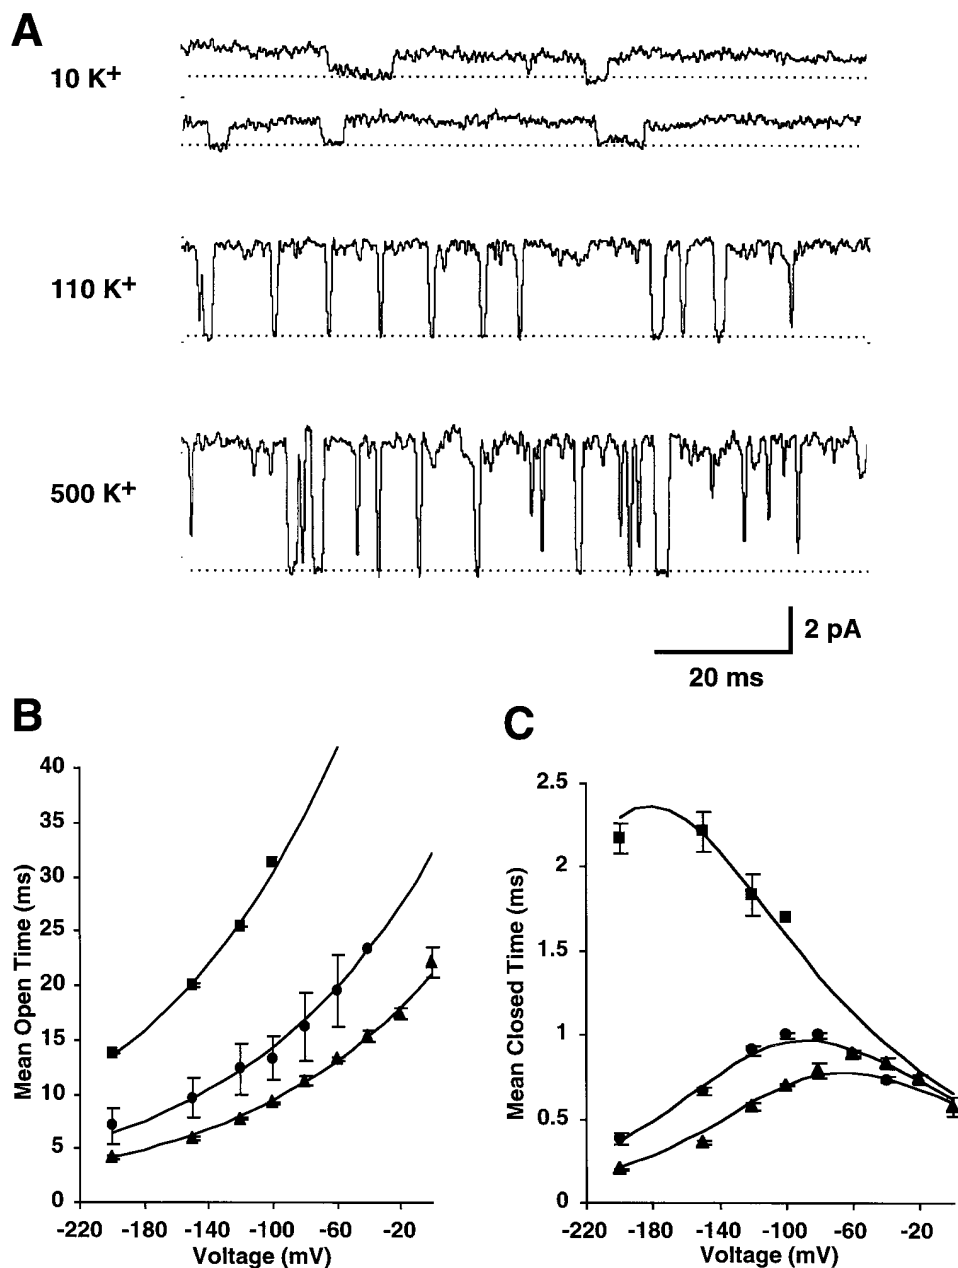 A
10 K+
110 K+
500 K+
2 pA
20 ms
B
C
Mean Open Time (ms)
40
35
30
25
20
15
10
5
0
-220 -180 -140 -100 -60 -20
Voltage (mV)
Mean Closed Time (ms)
2.5
2
1.5
1
0.5
0
-220 -180 -140 -100 -60 -20
Voltage (mV)